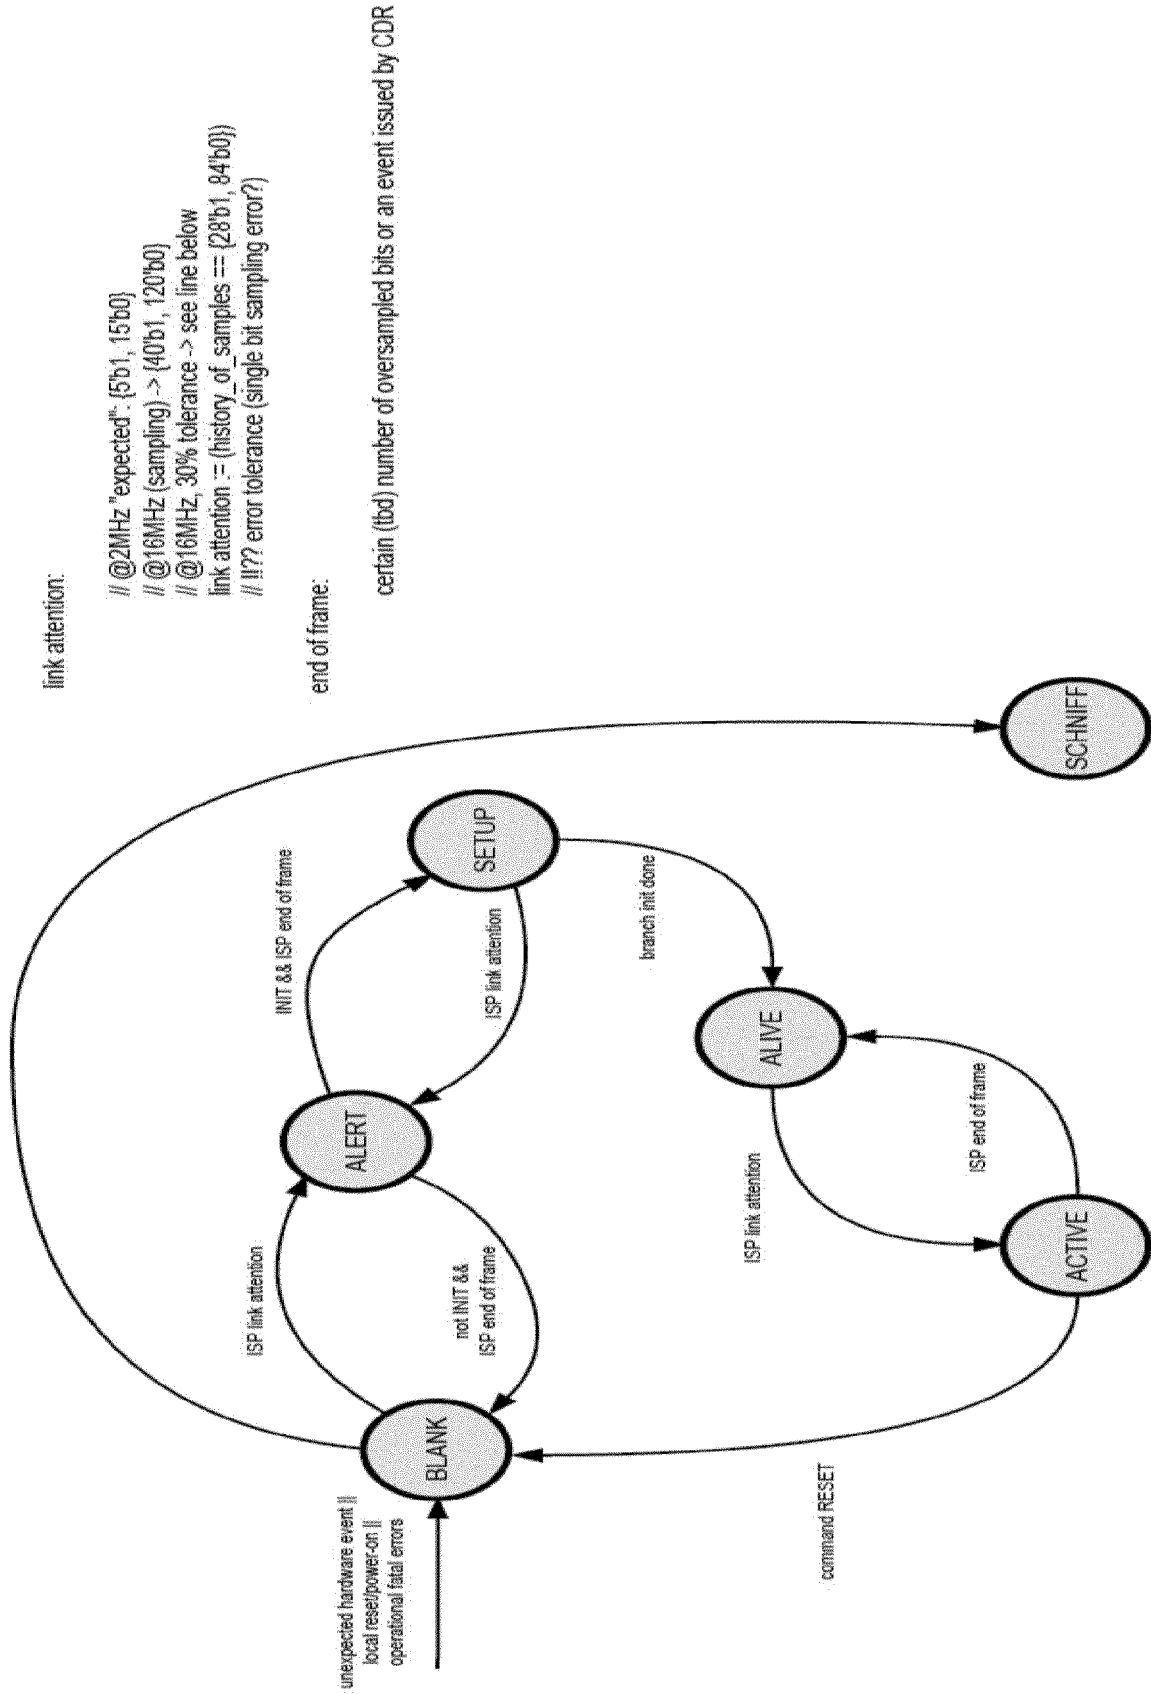 link attention:
// @2MHz "expected": {5'b1, 15'b0}
// @16MHz (sampling) -> {40'b1, 120'b0}
// @16MHz, 30% tolerance -> see line below
link attention := (history_of_samples == {28'b1, 84'b0})
// !!?? error tolerance (single bit sampling error?)
end of frame:
certain (tbd) number of oversampled bits or an event issued by CDR
unexpected hardware event ||
local reset/power-on ||
operational fatal errors
BLANK
ISP link attention
not INIT &&
ISP end of frame
ALERT
INIT && ISP end of frame
ISP link attention
SETUP
branch init done
ALIVE
ISP link attention
ISP end of frame
ACTIVE
command RESET
SCHNIFF